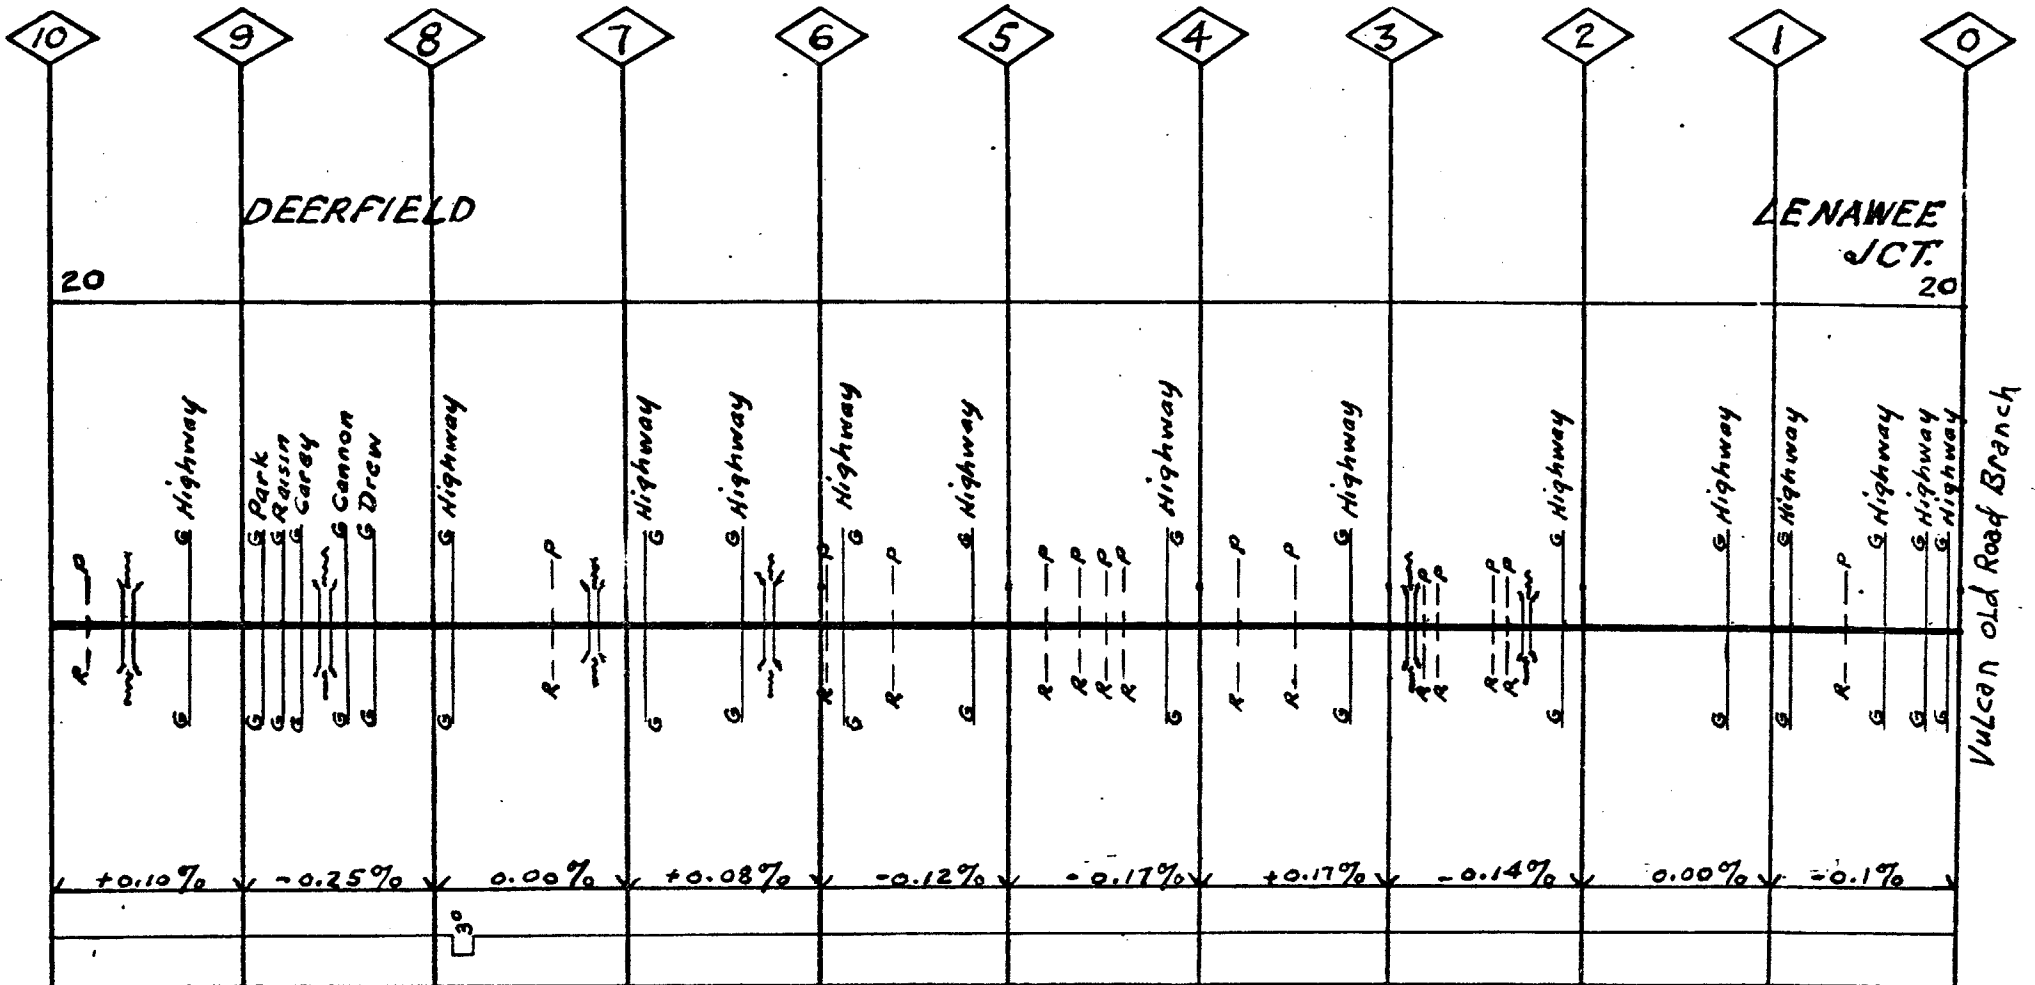 10 9 8 7 6 5 4 3 2 1 0
DEERFIELD
LENAWEE
JCT.
20
20
Highway
Park
Raisin
Carey
Cannon
Drew
Highway
Highway
Highway
Highway
Highway
Highway
Highway
Highway
Highway
Highway
Highway
Highway
Highway
Vulcan Old Road Branch
P G G G G G G G P G G P G P G P P P P G P P G P P P P G G G P G G G
R G G G G G G G R G G R G R G R R R R G R R G R R R R G G G R G G G
+0.10% -0.25% 0.00% +0.08% -0.12% -0.17% +0.17% -0.14% 0.00% -0.1%
3°